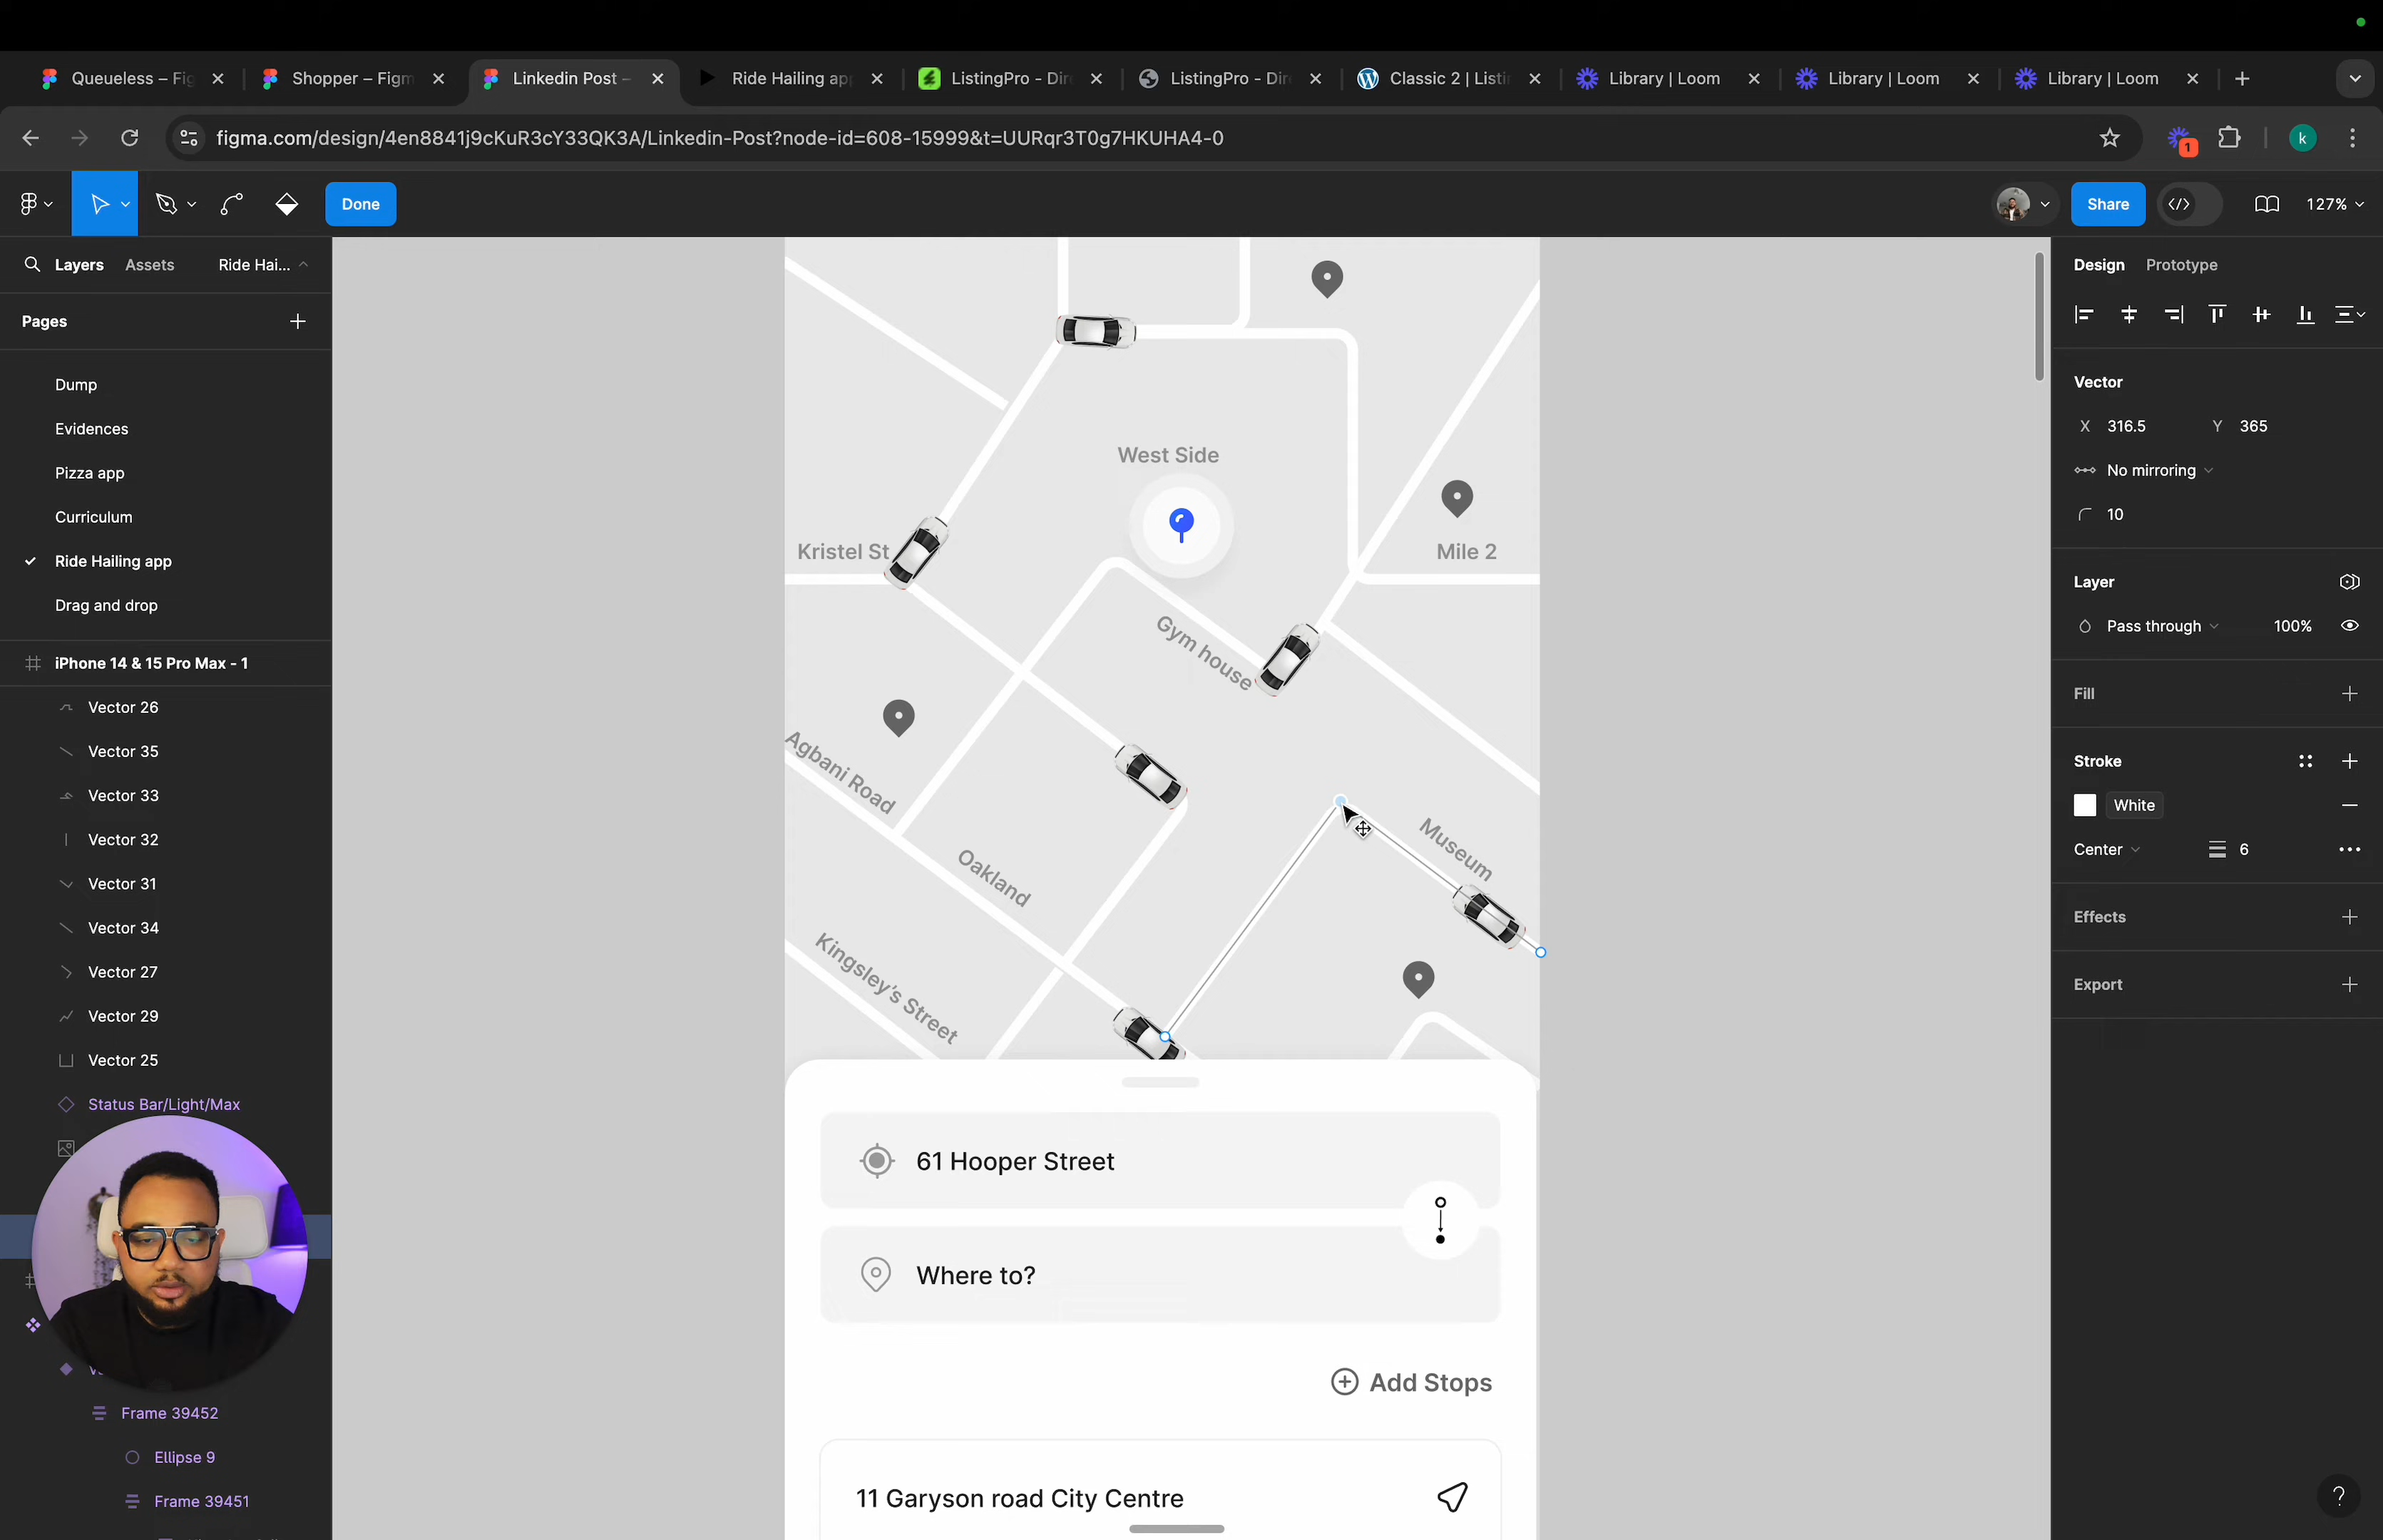 Queueless – Fig
Shopper – Figm
Linkedin Post –
Ride Hailing ap
ListingPro - Dir
ListingPro - Dir
Classic 2 | Listi
Library | Loom
Library | Loom
Library | Loom
figma.com/design/4en8841j9cKuR3cY33QK3A/Linkedin-Post?node-id=608-15999&t=UURqr3T0g7HKUHA4-0
1
k
Done
Share
127%
Layers
Assets
Ride Hai...
Pages
Dump
Evidences
Pizza app
Curriculum
Ride Hailing app
Drag and drop
iPhone 14 & 15 Pro Max - 1
Vector 26
Vector 35
Vector 33
Vector 32
Vector 31
Vector 34
Vector 27
Vector 29
Vector 25
Status Bar/Light/Max
Frame 39452
Ellipse 9
Frame 39451
West Side
Kristel St
Mile 2
Gym house
Agbani Road
Museum
Oakland
Kingsley's Street
61 Hooper Street
Where to?
Add Stops
11 Garyson road City Centre
Design
Prototype
Vector
X 316.5 Y 365
No mirroring
10
Layer
Pass through 100%
Fill
Stroke
White
Center 6
Effects
Export
?